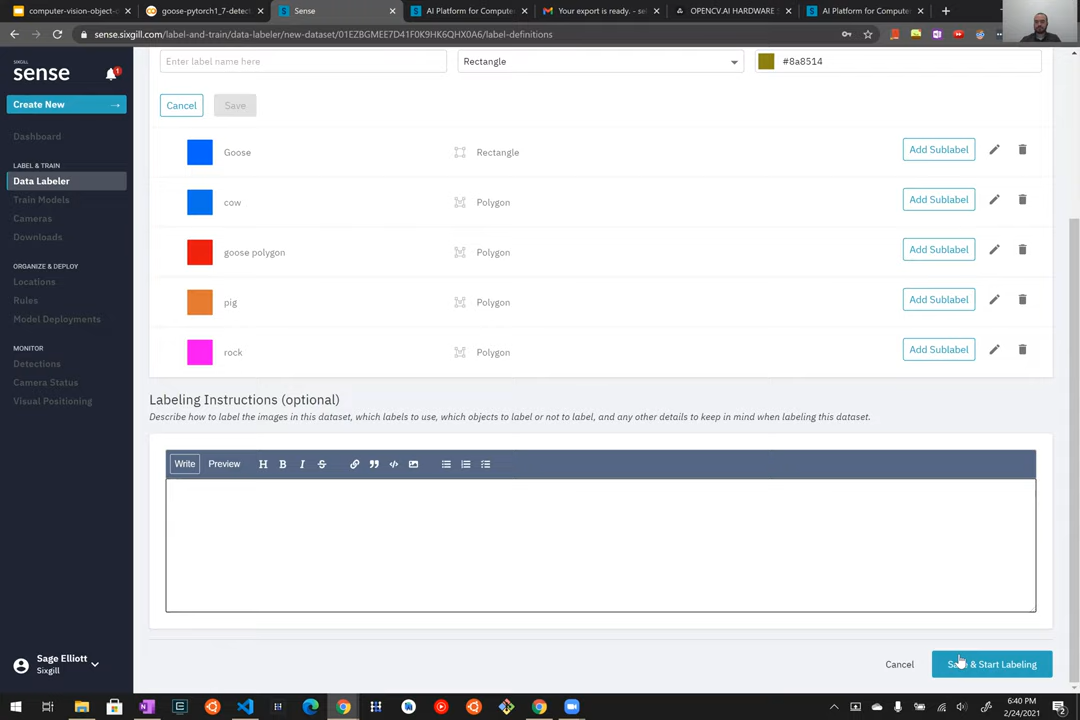 computer-vision-object-
goose-pytorch1_7-detect
Sense
AI Platform for Compute
Your export is ready. - se
OPENCV.AI HARDWARE S
AI Platform for Compute
sense.sixgill.com/label-and-train/data-labeler/new-dataset/01EZBGMEE7D41F0K9HK6QHX0A6/label-definitions
SIXGILL
sense
1
Create New
Dashboard
LABEL & TRAIN
Data Labeler
Train Models
Cameras
Downloads
ORGANIZE & DEPLOY
Locations
Rules
Model Deployments
MONITOR
Detections
Camera Status
Visual Positioning
Sage Elliott
Sixgill
Enter label name here
Rectangle
#8a8514
Cancel
Save
Goose
Rectangle
Add Sublabel
cow
Polygon
Add Sublabel
goose polygon
Polygon
Add Sublabel
pig
Polygon
Add Sublabel
rock
Polygon
Add Sublabel
Labeling Instructions (optional)
Describe how to label the images in this dataset, which labels to use, which objects to label or not to label, and any other details to keep in mind when labeling this dataset.
Write
Preview
H
B
I
S
Cancel
Save & Start Labeling
6:40 PM
2/24/2021
2